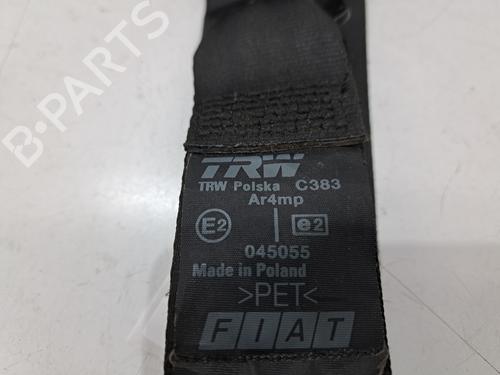 B-PARTS
TRW
TRW Polska C383
Ar4mp
E2 e2
045055
Made in Poland
>PET<
FIAT